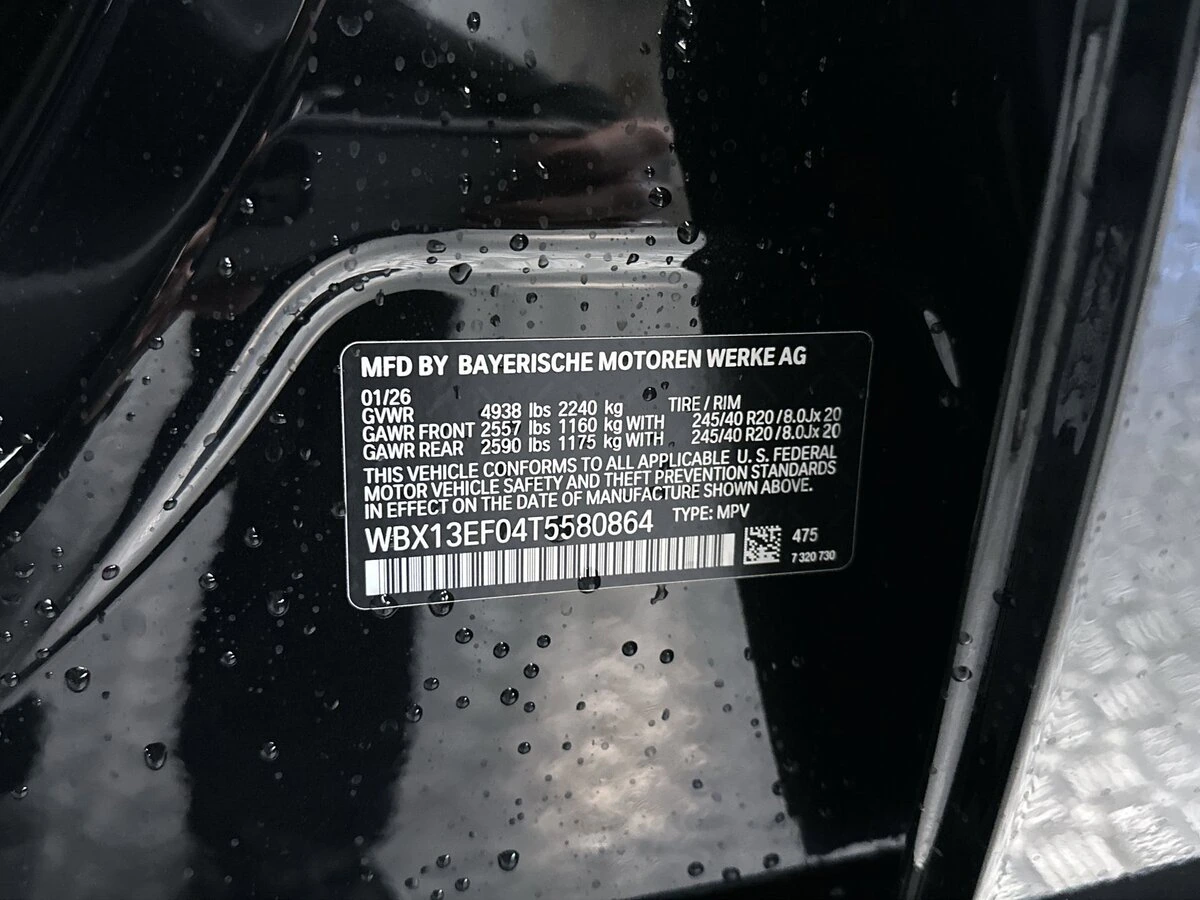 MFD BY BAYERISCHE MOTOREN WERKE AG
01/26
GVWR 4938 lbs 2240 kg TIRE / RIM
GAWR FRONT 2557 lbs 1160 kg WITH 245/40 R20 / 8.0Jx 20
GAWR REAR 2590 lbs 1175 kg WITH 245/40 R20 / 8.0Jx 20
THIS VEHICLE CONFORMS TO ALL APPLICABLE U. S. FEDERAL
MOTOR VEHICLE SAFETY AND THEFT PREVENTION STANDARDS
IN EFFECT ON THE DATE OF MANUFACTURE SHOWN ABOVE.
WBX13EF04T5580864 TYPE: MPV
475
7 320 730